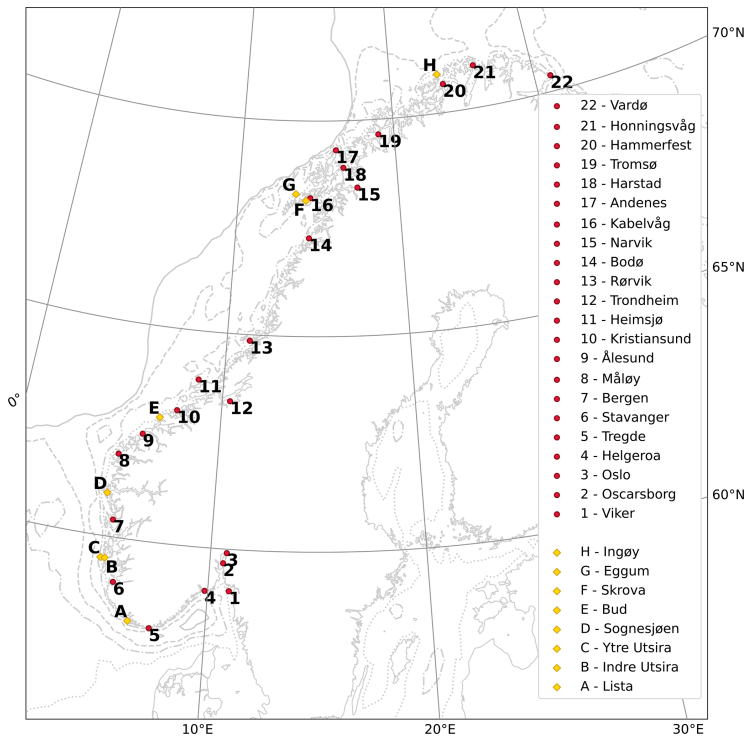 70°N
H
21
22
20
22 - Vardø
21 - Honningsvåg
20 - Hammerfest
19 - Tromsø
18 - Harstad
17 - Andenes
16 - Kabelvåg
15 - Narvik
14 - Bodø
13 - Rørvik
12 - Trondheim
11 - Heimsjø
10 - Kristiansund
9 - Ålesund
8 - Måløy
7 - Bergen
6 - Stavanger
5 - Tregde
4 - Helgeroa
3 - Oslo
2 - Oscarsborg
1 - Viker
H - Ingøy
G - Eggum
F - Skrova
E - Bud
D - Sognesjøen
C - Ytre Utsira
B - Indre Utsira
A - Lista
19
17
18
G
15
F
16
14
65°N
13
11
0°
E
12
10
9
8
D
60°N
7
C
3
B
2
6
4
1
A
5
10°E
20°E
30°E